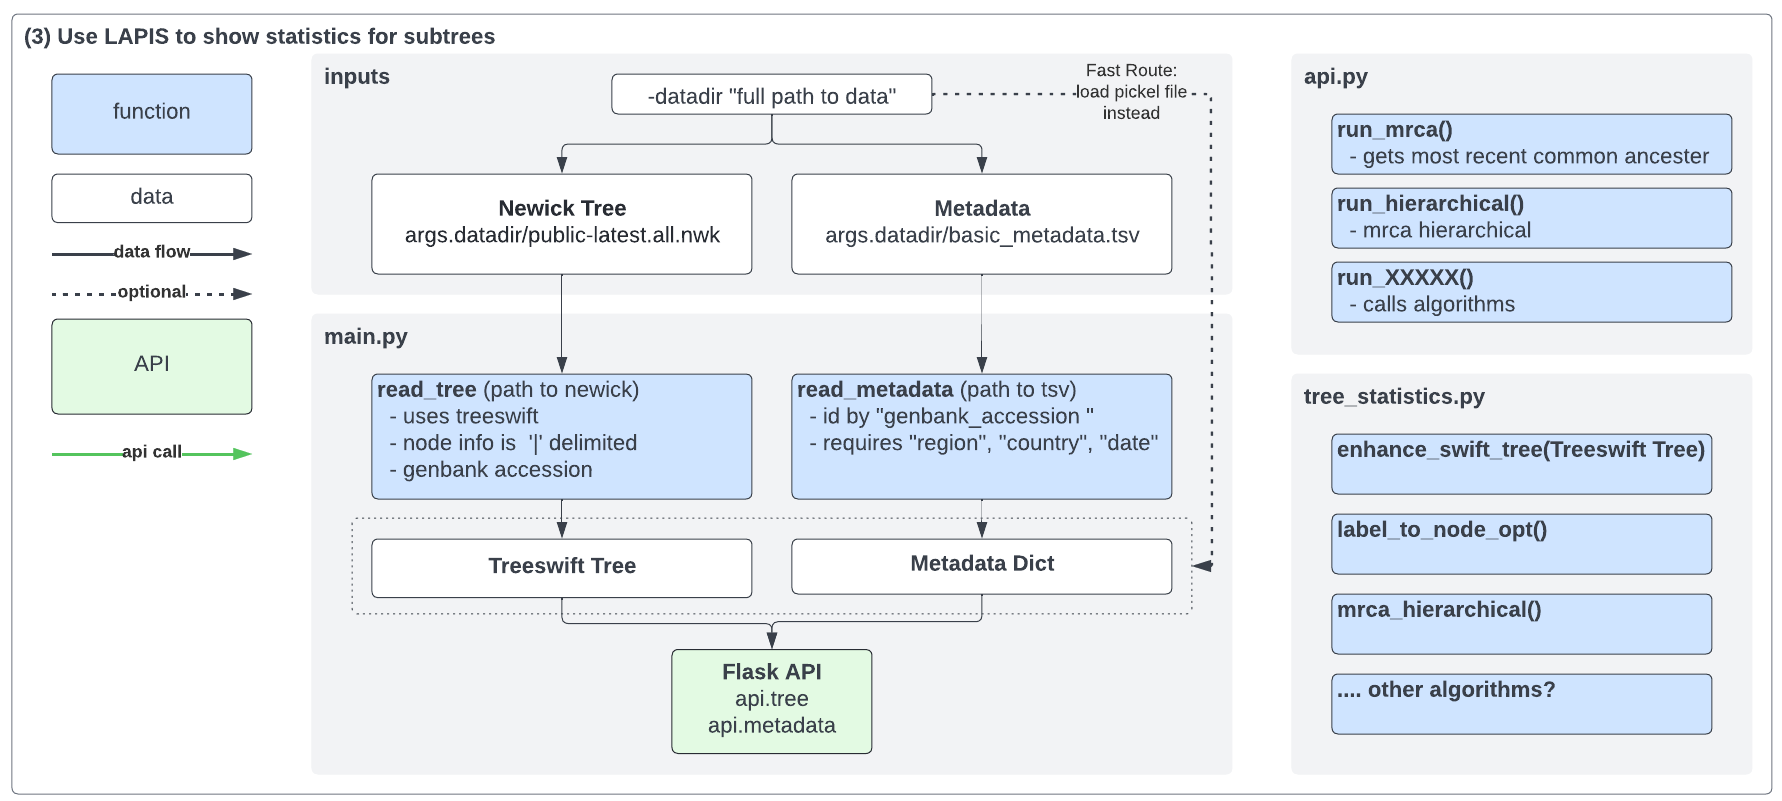 (3) Use LAPIS to show statistics for subtrees
function
data
data flow
optional
API
api call
inputs
-datadir "full path to data"
Fast Route:
load pickel file
instead
Newick Tree
args.datadir/public-latest.all.nwk
Metadata
args.datadir/basic_metadata.tsv
main.py
read_tree (path to newick)
- uses treeswift
- node info is  '|' delimited
- genbank accession
read_metadata (path to tsv)
- id by "genbank_accession "
- requires "region", "country", "date"
Treeswift Tree
Metadata Dict
Flask API
api.tree
api.metadata
api.py
run_mrca()
- gets most recent common ancester
run_hierarchical()
- mrca hierarchical
run_XXXXX()
- calls algorithms
tree_statistics.py
enhance_swift_tree(Treeswift Tree)
label_to_node_opt()
mrca_hierarchical()
.... other algorithms?